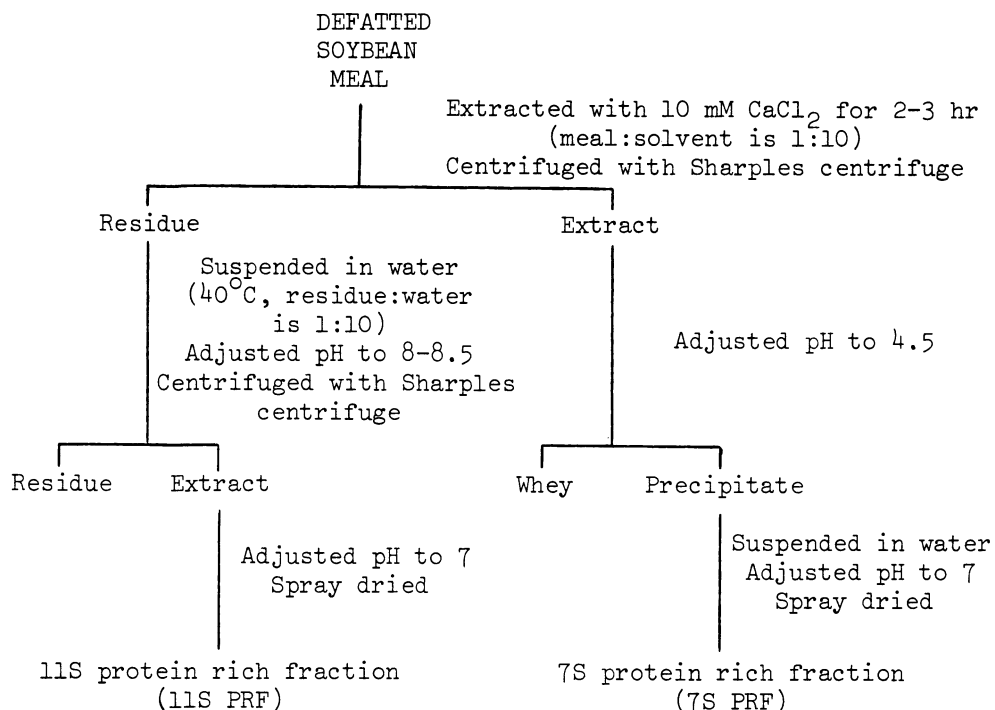 DEFATTED
SOYBEAN
MEAL
Extracted with 10 mM CaCl₂ for 2-3 hr
(meal:solvent is 1:10)
Centrifuged with Sharples centrifuge
Residue
Extract
Suspended in water
(40°C, residue:water
is 1:10)
Adjusted pH to 8-8.5
Centrifuged with Sharples
centrifuge
Adjusted pH to 4.5
Residue
Extract
Whey
Precipitate
Adjusted pH to 7
Spray dried
Suspended in water
Adjusted pH to 7
Spray dried
11S protein rich fraction
(11S PRF)
7S protein rich fraction
(7S PRF)